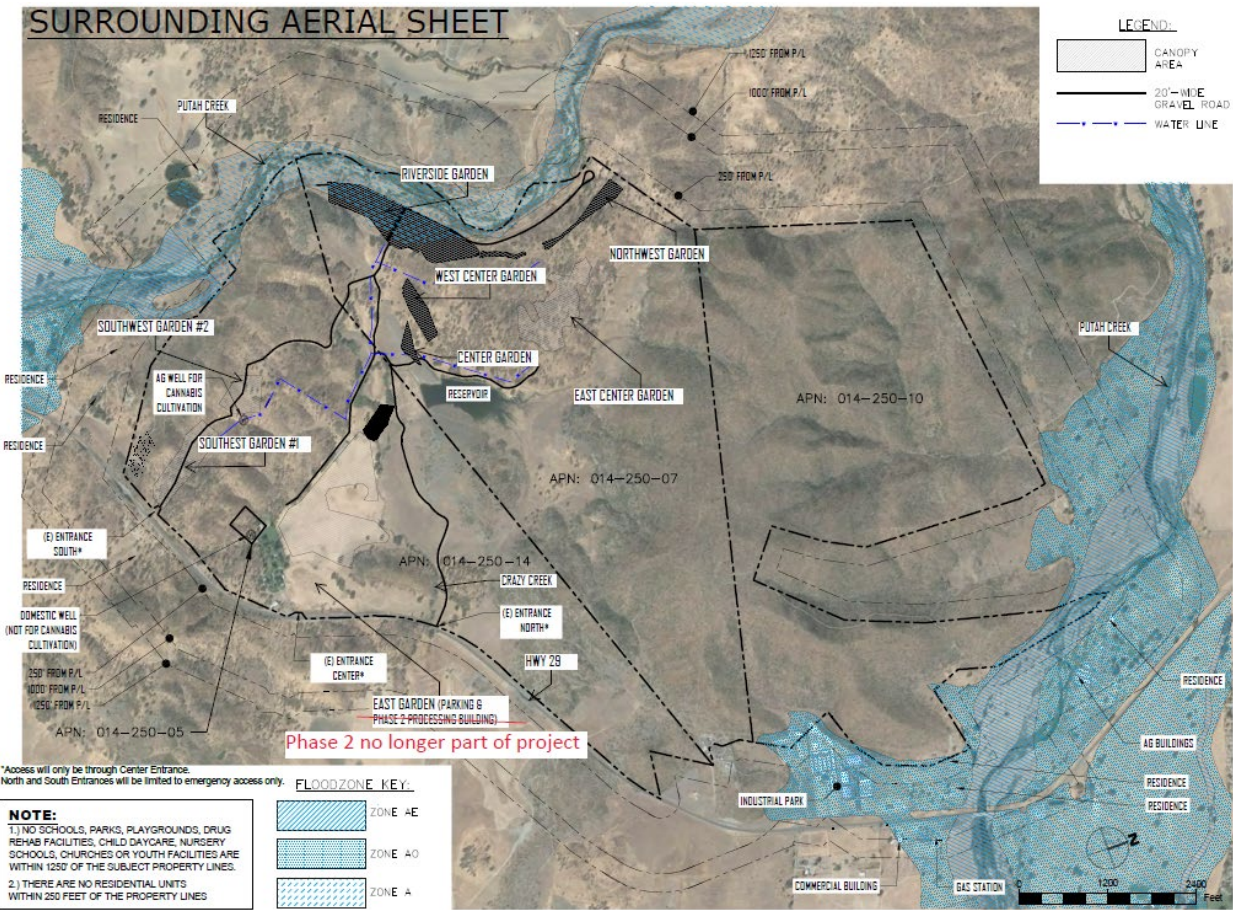 SURROUNDING AERIAL SHEET
LEGEND:
CANOPY
AREA
20'-WIDE
GRAVEL ROAD
WATER LINE
1250' FROM P/L
1000' FROM P/L
250' FROM P/L
PUTAH CREEK
RESIDENCE
RIVERSIDE GARDEN
NORTHWEST GARDEN
WEST CENTER GARDEN
SOUTHWEST GARDEN #2
PUTAH CREEK
CENTER GARDEN
RESIDENCE
AG WELL FOR
CANNABIS
CULTIVATION
RESERVOIR
EAST CENTER GARDEN
APN: 014-250-10
RESIDENCE
SOUTHEST GARDEN #1
APN: 014-250-07
(E) ENTRANCE
SOUTH*
APN: 014-250-14
RESIDENCE
CRAZY CREEK
DOMESTIC WELL
(NOT FOR CANNABIS
CULTIVATION)
(E) ENTRANCE
NORTH*
(E) ENTRANCE
CENTER*
HWY 29
250' FROM P/L
1000' FROM P/L
1250' FROM P/L
RESIDENCE
EAST GARDEN (PARKING &
PHASE 2 PROCESSING BUILDING)
APN: 014-250-05
Phase 2 no longer part of project
AG BUILDINGS
*Access will only be through Center Entrance.
North and South Entrances will be limited to emergency access only.
RESIDENCE
RESIDENCE
INDUSTRIAL PARK
FLOODZONE KEY:
ZONE AE
ZONE AO
ZONE A
NOTE:
1.) NO SCHOOLS, PARKS, PLAYGROUNDS, DRUG
REHAB FACILITIES, CHILD DAYCARE, NURSERY
SCHOOLS, CHURCHES OR YOUTH FACILITIES ARE
WITHIN 1250' OF THE SUBJECT PROPERTY LINES.
2.) THERE ARE NO RESIDENTIAL UNITS
WITHIN 250 FEET OF THE PROPERTY LINES
COMMERCIAL BUILDING
GAS STATION
Z
0 1200 2400
Feet